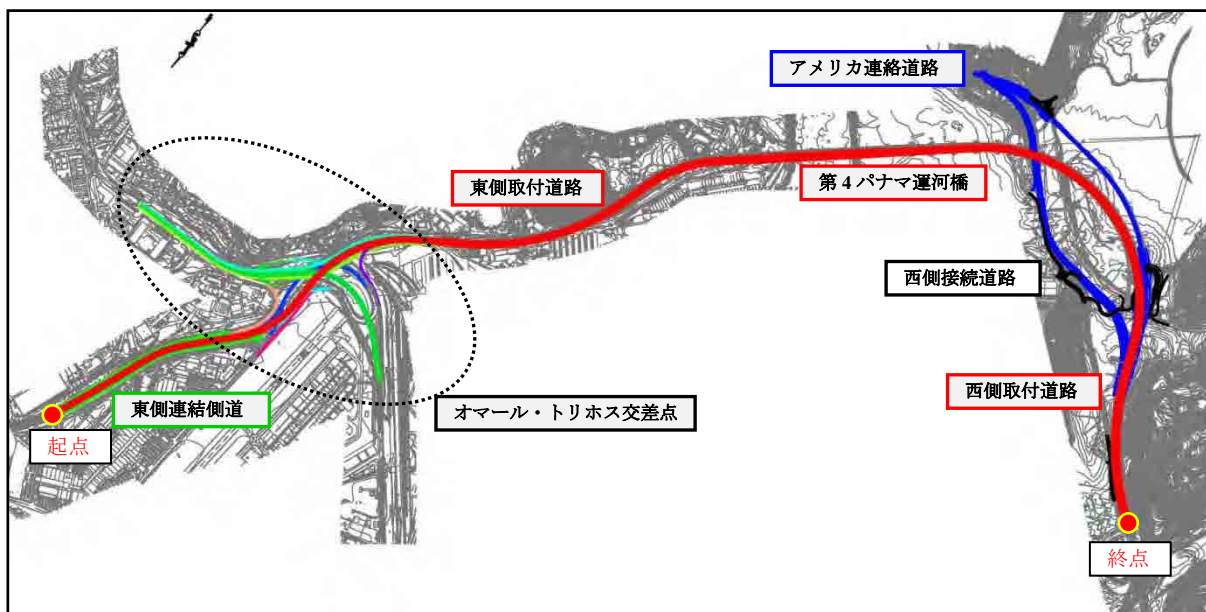 アメリカ連絡道路
東側取付道路
第4パナマ運河橋
西側接続道路
西側取付道路
東側連結側道
オマール・トリホス交差点
起点
終点